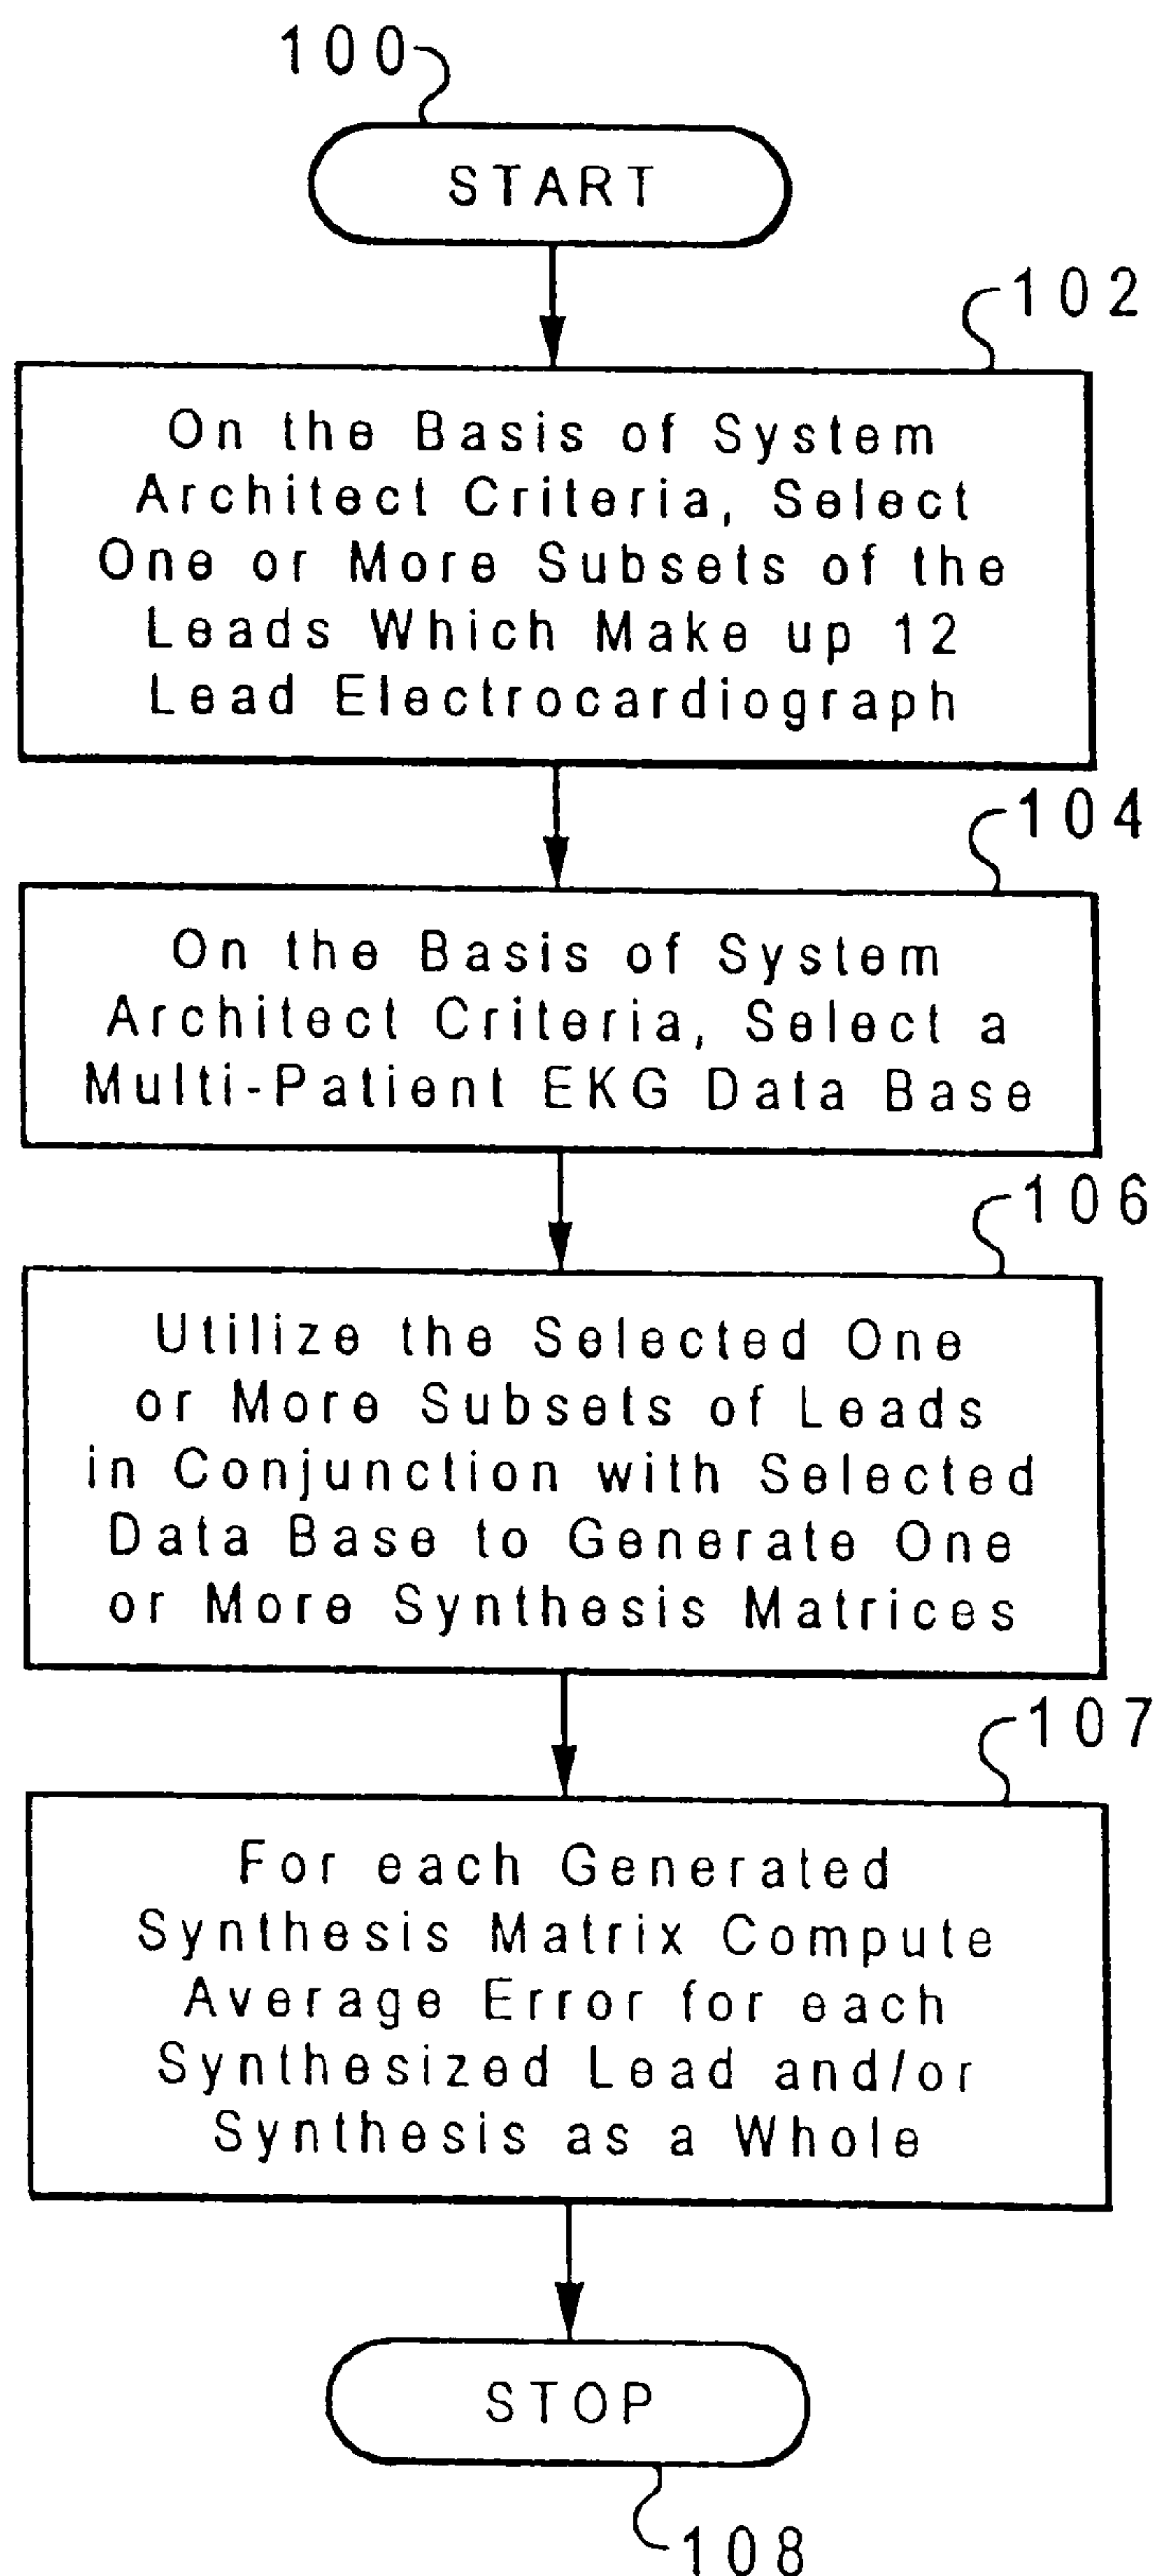 100
START
102
On the Basis of System
Architect Criteria, Select
One or More Subsets of the
Leads Which Make up 12
Lead Electrocardiograph
104
On the Basis of System
Architect Criteria, Select a
Multi-Patient EKG Data Base
106
Utilize the Selected One
or More Subsets of Leads
in Conjunction with Selected
Data Base to Generate One
or More Synthesis Matrices
107
For each Generated
Synthesis Matrix Compute
Average Error for each
Synthesized Lead and/or
Synthesis as a Whole
STOP
108